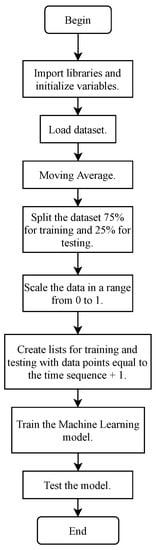 Begin
Import libraries and
initialize variables.
Load dataset.
Moving Average.
Split the dataset 75%
for training and 25% for
testing.
Scale the data in a range
from 0 to 1.
Create lists for training and
testing with data points equal to
the time sequence + 1.
Train the Machine Learning
model.
Test the model.
End